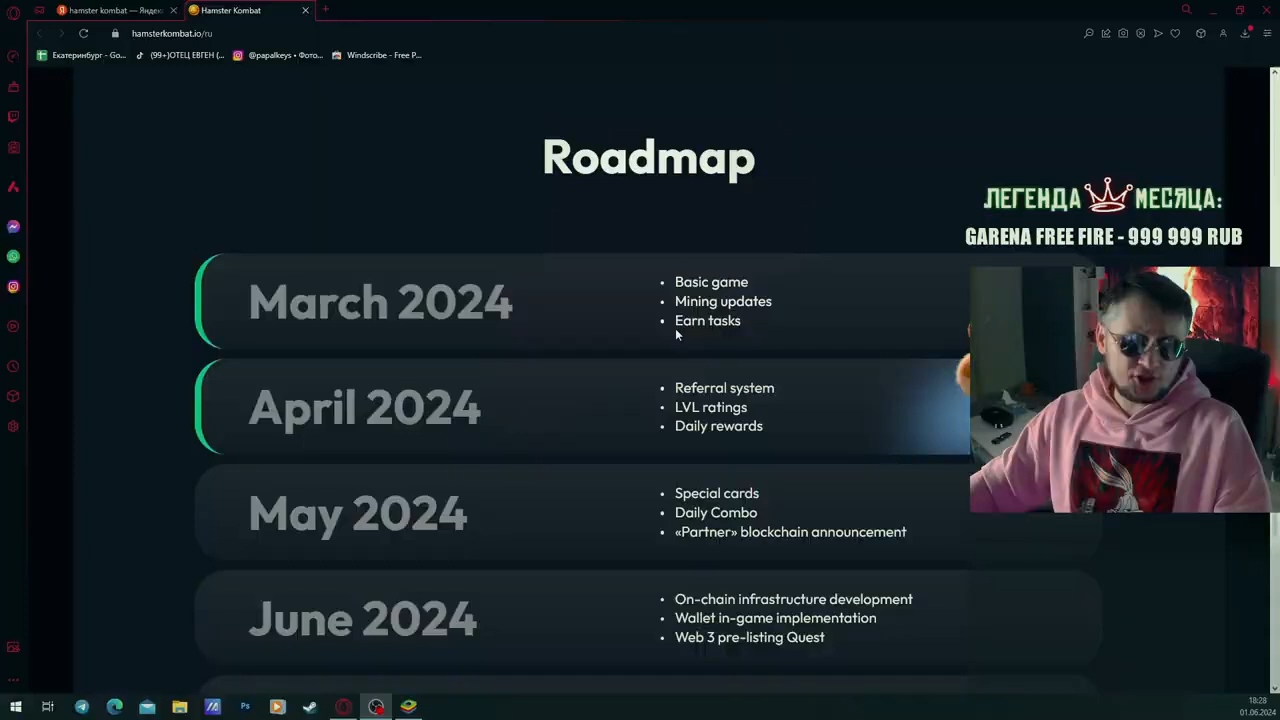 hamster kombat — Яндек
Hamster Kombat
hamsterkombat.io/ru
Екатеринбург - Go...
(99+)ОТЕЦ ЕВГЕН (...
@papalkeys • Фото...
Windscribe - Free P...
Roadmap
ЛЕГЕНДА МЕСЯЦА:
GARENA FREE FIRE - 999 999 RUB
March 2024
• Basic game
• Mining updates
• Earn tasks
April 2024
• Referral system
• LVL ratings
• Daily rewards
May 2024
• Special cards
• Daily Combo
• «Partner» blockchain announcement
June 2024
• On-chain infrastructure development
• Wallet in-game implementation
• Web 3 pre-listing Quest
Ps
18:28
01.06.2024